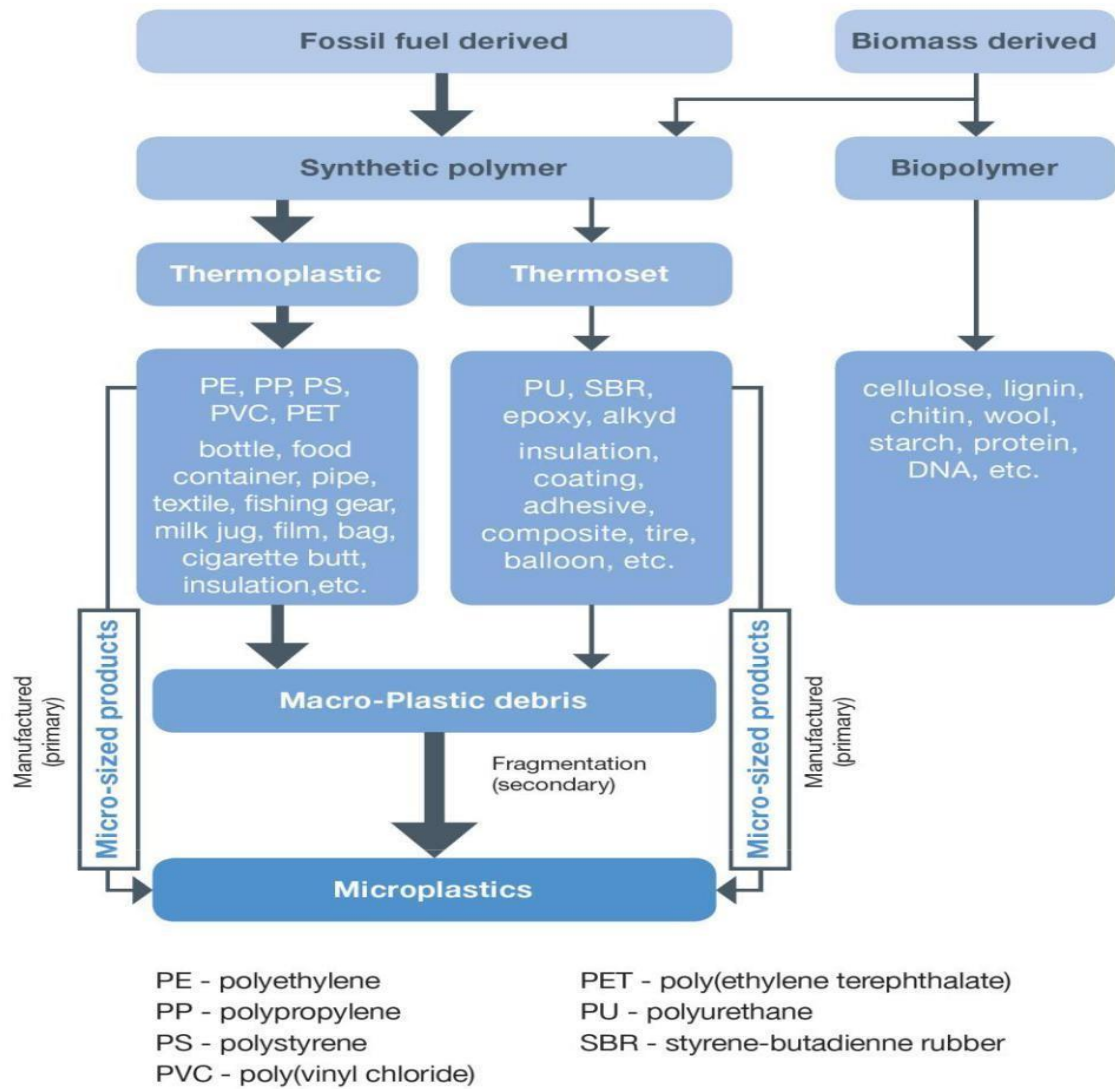 Fossil fuel derived
Biomass derived
Synthetic polymer
Biopolymer
Thermoplastic
Thermoset
PE, PP, PS,
PVC, PET
bottle, food
container, pipe,
textile, fishing gear,
milk jug, film, bag,
cigarette butt,
insulation,etc.
PU, SBR,
epoxy, alkyd
insulation,
coating,
adhesive,
composite, tire,
balloon, etc.
cellulose, lignin,
chitin, wool,
starch, protein,
DNA, etc.
Manufactured
(primary)
Micro-sized products
Macro-Plastic debris
Fragmentation
(secondary)
Micro-sized products
Manufactured
(primary)
Microplastics
PE - polyethylene
PP - polypropylene
PS - polystyrene
PVC - poly(vinyl chloride)
PET - poly(ethylene terephthalate)
PU - polyurethane
SBR - styrene-butadienne rubber